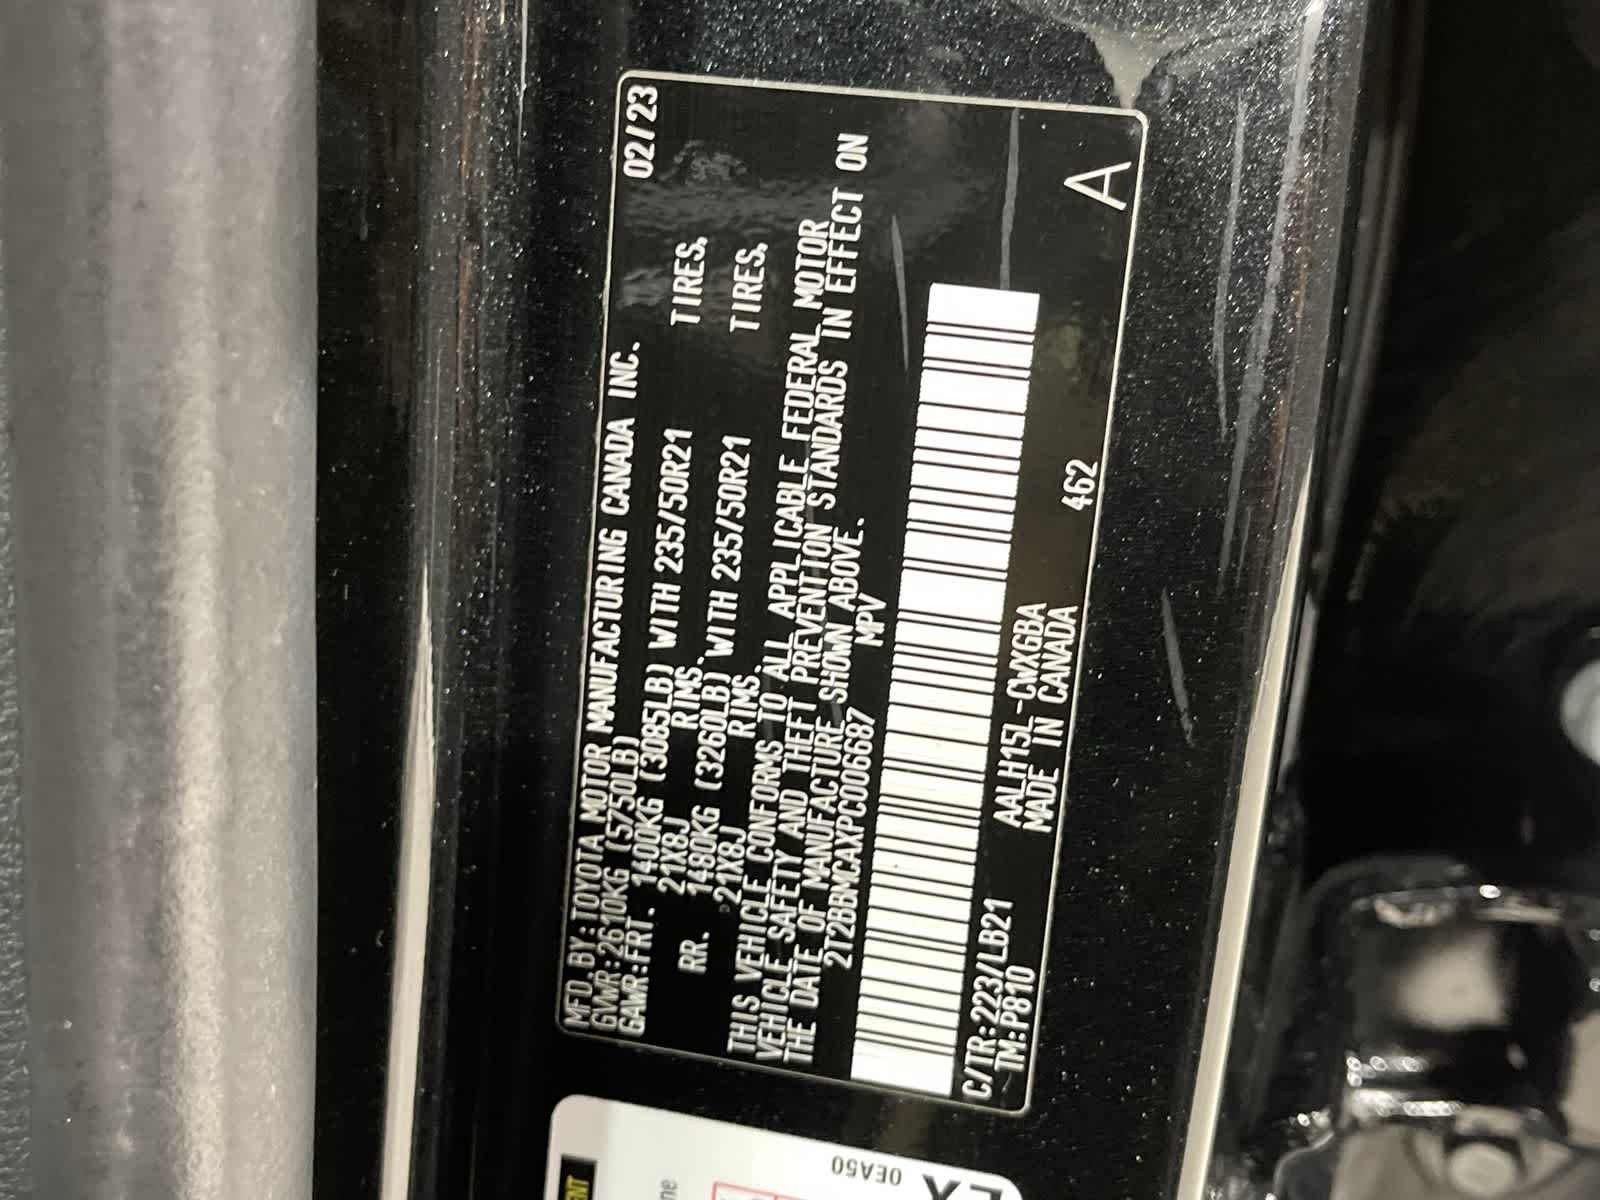 MFD.BY:TOYOTA MOTOR MANUFACTURING CANADA INC. 02/23
GVWR:2610KG (5750LB)
GAWR:FRT. 1400KG (3085LB) WITH 235/50R21 TIRES,
21X8J RIMS.
RR. 1480KG (3260LB) WITH 235/50R21 TIRES,
21X8J RIMS.
THIS VEHICLE CONFORMS TO ALL APPLICABLE FEDERAL MOTOR
VEHICLE SAFETY AND THEFT PREVENTION STANDARDS IN EFFECT ON
THE DATE OF MANUFACTURE SHOWN ABOVE.
2T2BBMCAXPC006687 MPV
C/TR:223/LB21 AALH15L-CWXGBA 462 A
TM:P810 MADE IN CANADA
0EA50